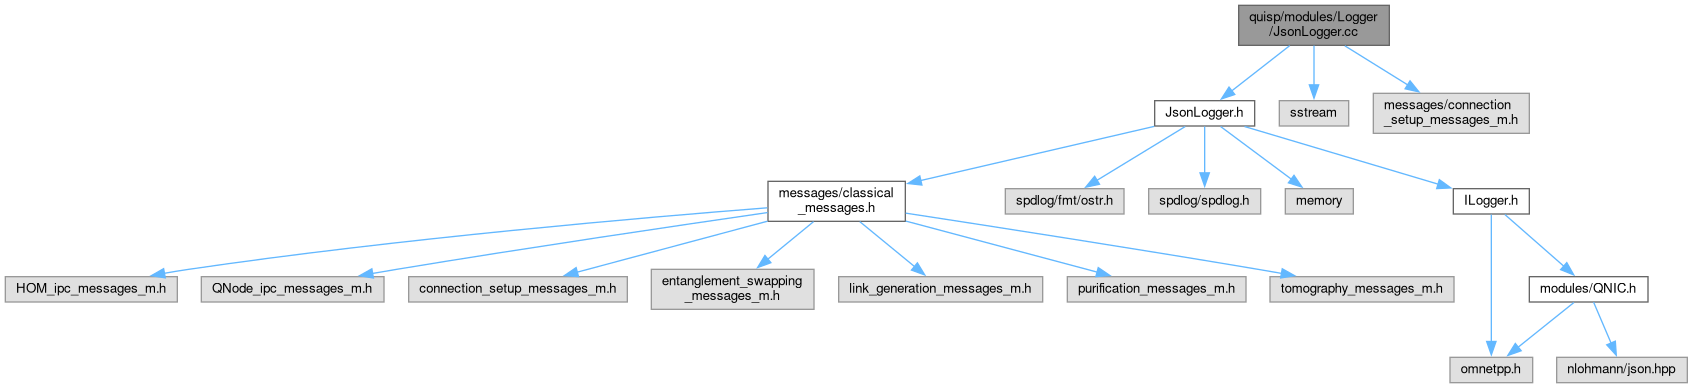 quisp/modules/Logger
/JsonLogger.cc
JsonLogger.h
sstream
messages/connection
_setup_messages_m.h
messages/classical
_messages.h
spdlog/fmt/ostr.h
spdlog/spdlog.h
memory
ILogger.h
HOM_ipc_messages_m.h
QNode_ipc_messages_m.h
connection_setup_messages_m.h
entanglement_swapping
_messages_m.h
link_generation_messages_m.h
purification_messages_m.h
tomography_messages_m.h
modules/QNIC.h
omnetpp.h
nlohmann/json.hpp